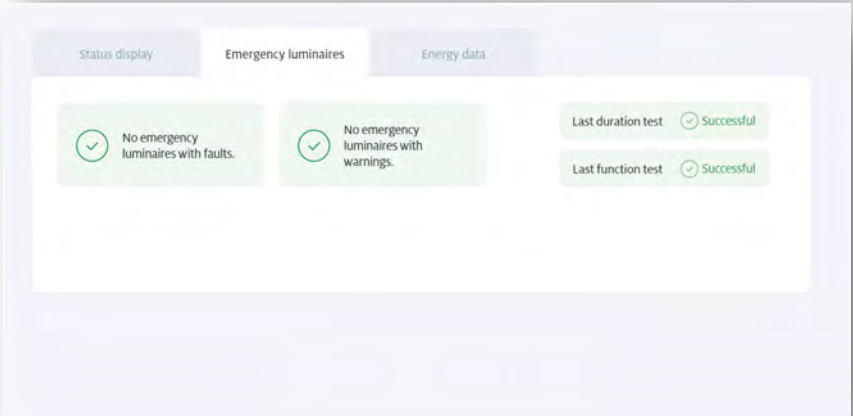 Status display
Emergency luminaires
Energy data
No emergency
luminaires with faults.
No emergency
luminaires with
warnings.
Last duration test
Successful
Last function test
Successful